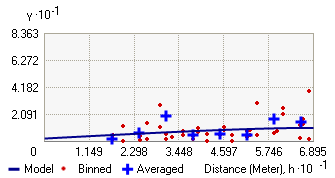 γ · 10⁻¹
8.363
6.272
4.182
2.091
0 1.149 2.298 3.448 4.597 5.746 6.895
Model Binned Averaged Distance (Meter), h · 10⁻¹